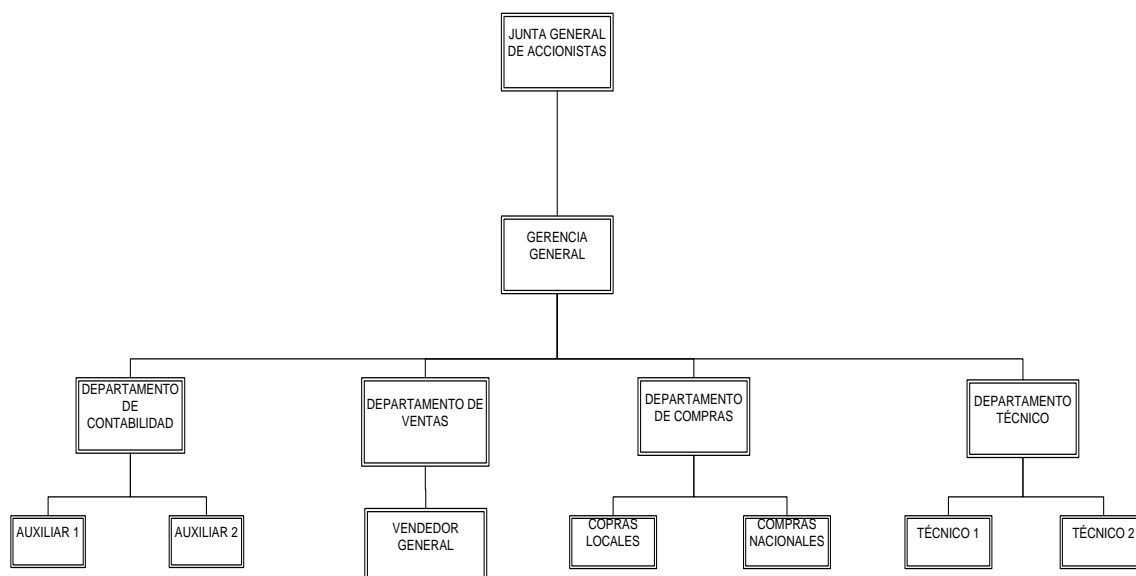 JUNTA GENERAL
DE ACCIONISTAS
GERENCIA
GENERAL
DEPARTAMENTO
DE
CONTABILIDAD
DEPARTAMENTO DE
VENTAS
DEPARTAMENTO
DE COMPRAS
DEPARTAMENTO
TÉCNICO
AUXILIAR 1
AUXILIAR 2
VENDEDOR
GENERAL
COPRAS
LOCALES
COMPRAS
NACIONALES
TÉCNICO 1
TÉCNICO 2